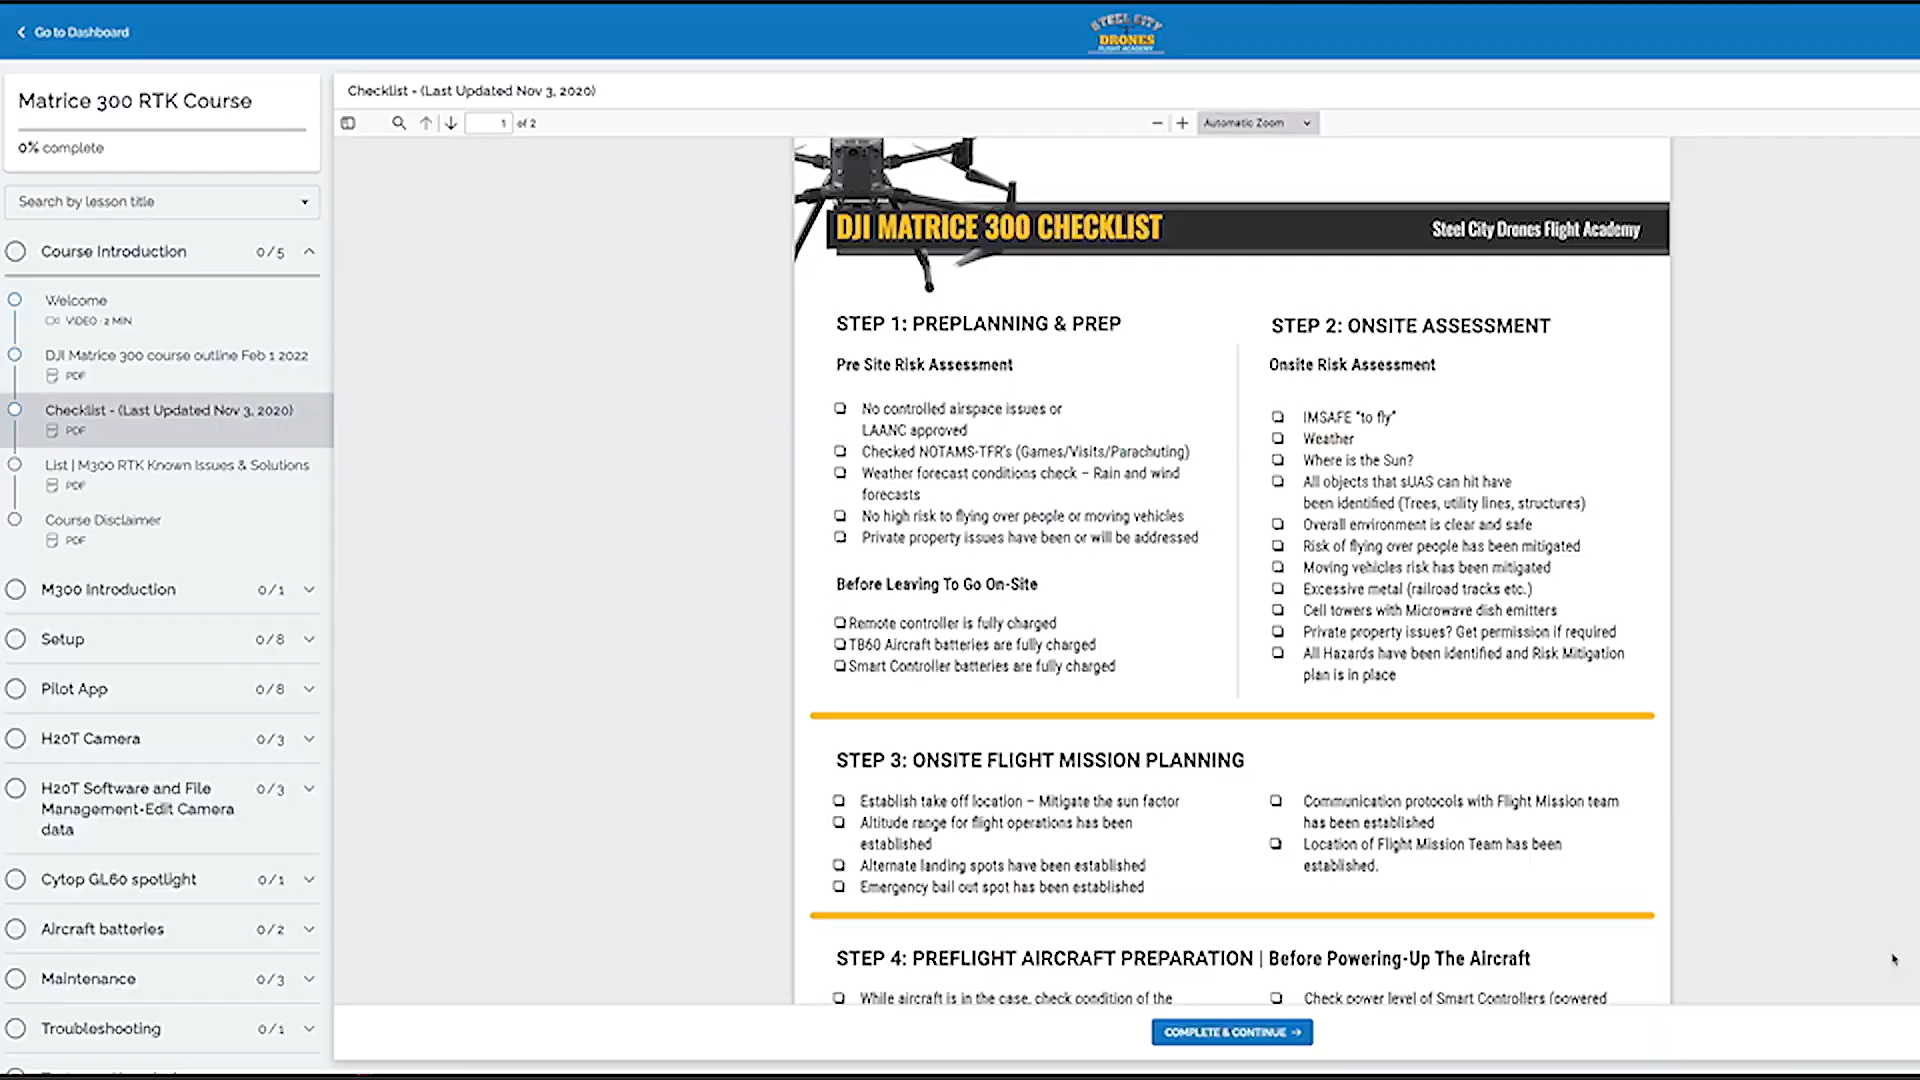 Go to Dashboard
STEEL CITY
DRONES
FLIGHT ACADEMY
Matrice 300 RTK Course
0% complete
Search by lesson title
Course Introduction 0/5
Welcome
VIDEO · 2 MIN
DJI Matrice 300 course outline Feb 1 2022
PDF
Checklist - (Last Updated Nov 3, 2020)
PDF
List | M300 RTK Known Issues & Solutions
PDF
Course Disclaimer
PDF
M300 Introduction 0/1
Setup 0/8
Pilot App 0/8
H20T Camera 0/3
H20T Software and File 0/3
Management-Edit Camera
data
Cytop GL60 spotlight 0/1
Aircraft batteries 0/2
Maintenance 0/3
Troubleshooting 0/1
Checklist - (Last Updated Nov 3, 2020)
1 of 2
Automatic Zoom
DJI MATRICE 300 CHECKLIST
Steel City Drones Flight Academy
STEP 1: PREPLANNING & PREP
Pre Site Risk Assessment
No controlled airspace issues or
LAANC approved
Checked NOTAMS-TFR's (Games/Visits/Parachuting)
Weather forecast conditions check – Rain and wind
forecasts
No high risk to flying over people or moving vehicles
Private property issues have been or will be addressed
Before Leaving To Go On-Site
Remote controller is fully charged
TB60 Aircraft batteries are fully charged
Smart Controller batteries are fully charged
STEP 2: ONSITE ASSESSMENT
Onsite Risk Assessment
IMSAFE "to fly"
Weather
Where is the Sun?
All objects that sUAS can hit have
been identified (Trees, utility lines, structures)
Overall environment is clear and safe
Risk of flying over people has been mitigated
Moving vehicles risk has been mitigated
Excessive metal (railroad tracks etc.)
Cell towers with Microwave dish emitters
Private property issues? Get permission if required
All Hazards have been identified and Risk Mitigation
plan is in place
STEP 3: ONSITE FLIGHT MISSION PLANNING
Establish take off location – Mitigate the sun factor
Altitude range for flight operations has been
established
Alternate landing spots have been established
Emergency bail out spot has been established
Communication protocols with Flight Mission team
has been established
Location of Flight Mission Team has been
established.
STEP 4: PREFLIGHT AIRCRAFT PREPARATION | Before Powering-Up The Aircraft
While aircraft is in the case, check condition of the
Check power level of Smart Controllers (powered
COMPLETE & CONTINUE →